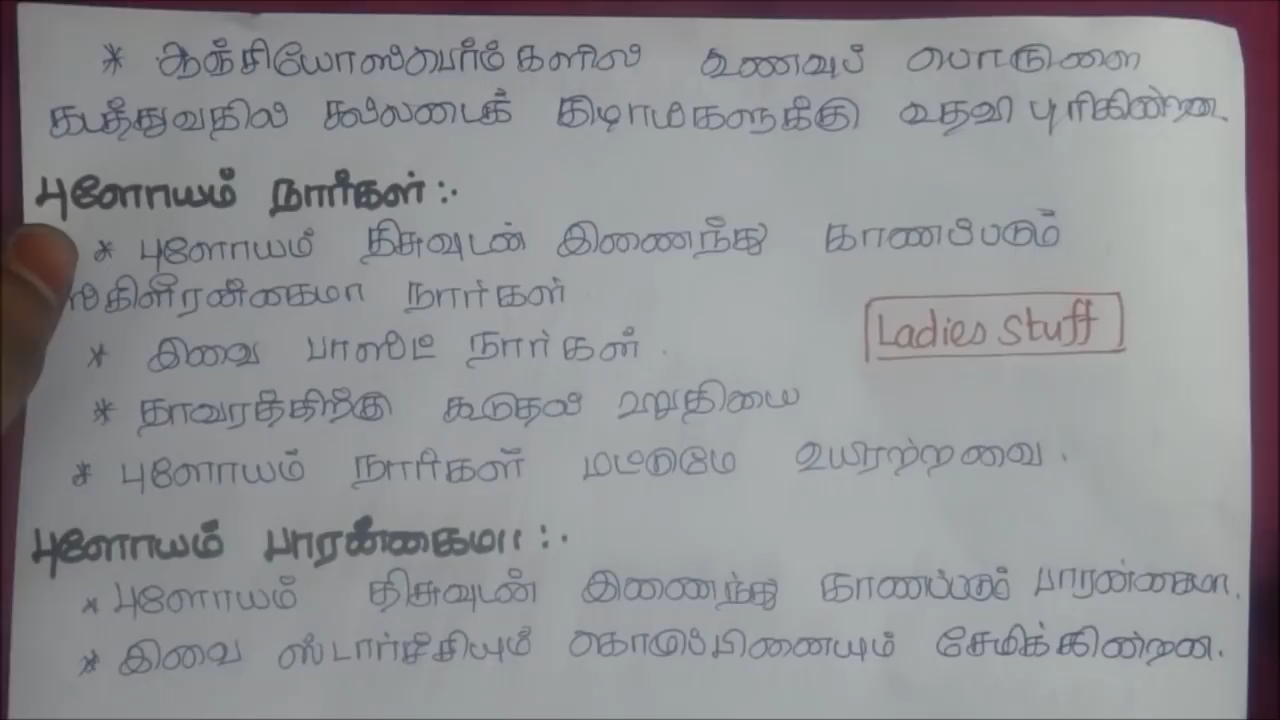 * ஆஞ்சியோஸ்பெர்ம்களில் உணவுப் பொருளை
கடத்துவதில் சல்லடைக் குழாய்களுக்கு உதவி புரிகின்றன.
புளோயம் நார்கள் :-
* புளோயம் திசுவுடன் இணைந்து காணப்படும்
ஸ்கிளிரன்கைமா நார்கள்
Ladies Stuff
* இவை பாஸ்ட் நார்கள்.
* தாவரத்திற்கு கூடுதல் உறுதியை
* புளோயம் நார்கள் மட்டுமே உயிரற்றவை.
புளோயம் பாரன்கைமா :-
* புளோயம் திசுவுடன் இணைந்து காணப்படும் பாரன்கைமா.
* இவை ஸ்டார்ச்சியும் கொழுப்பினையும் சேமிக்கின்றன.